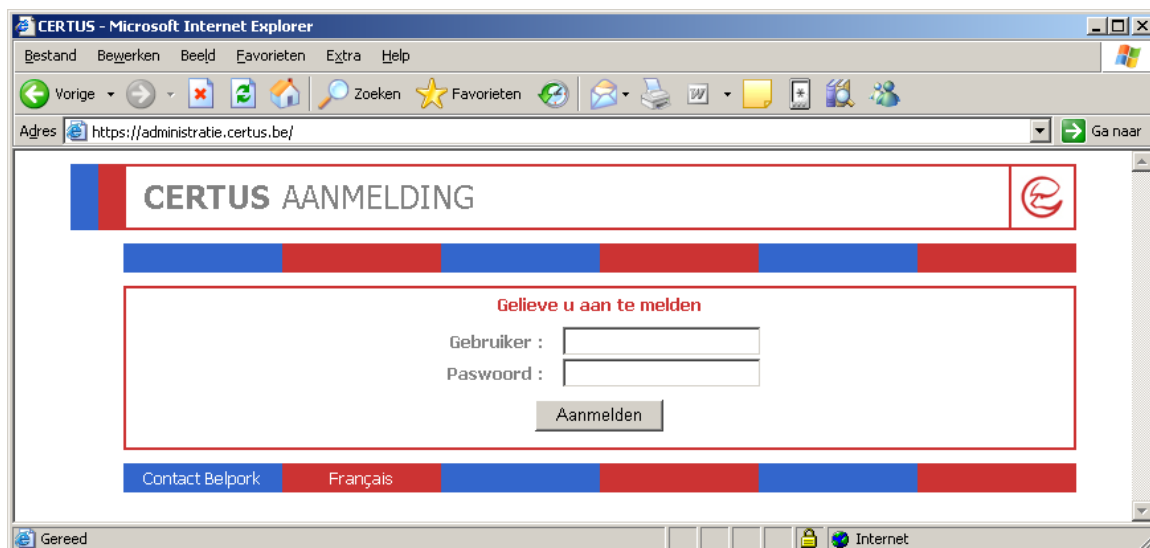 CERTUS - Microsoft Internet Explorer
Bestand Bewerken Beeld Favorieten Extra Help
Vorige Zoeken Favorieten
Adres https://administratie.certus.be/ Ga naar
CERTUS AANMELDING
Gelieve u aan te melden
Gebruiker :
Paswoord :
Aanmelden
Contact Belpork Français
Gereed Internet